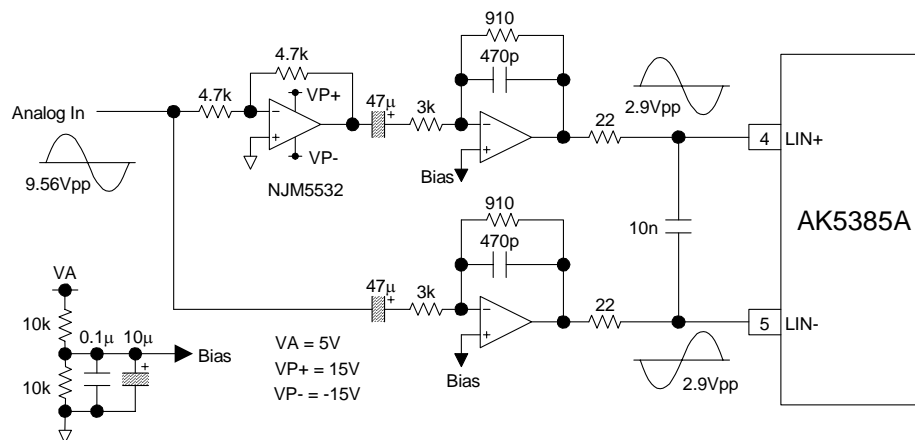 910
470p
4.7k
4.7k
VP+
47μ
+
3k
−
+
VP-
NJM5532
Bias
Analog In
9.56Vpp
22
2.9Vpp
4
LIN+
10n
AK5385A
910
470p
47μ
+
3k
−
+
Bias
22
5
LIN-
2.9Vpp
VA
10k
0.1μ
10μ
+
Bias
10k
VA = 5V
VP+ = 15V
VP- = -15V
−
+